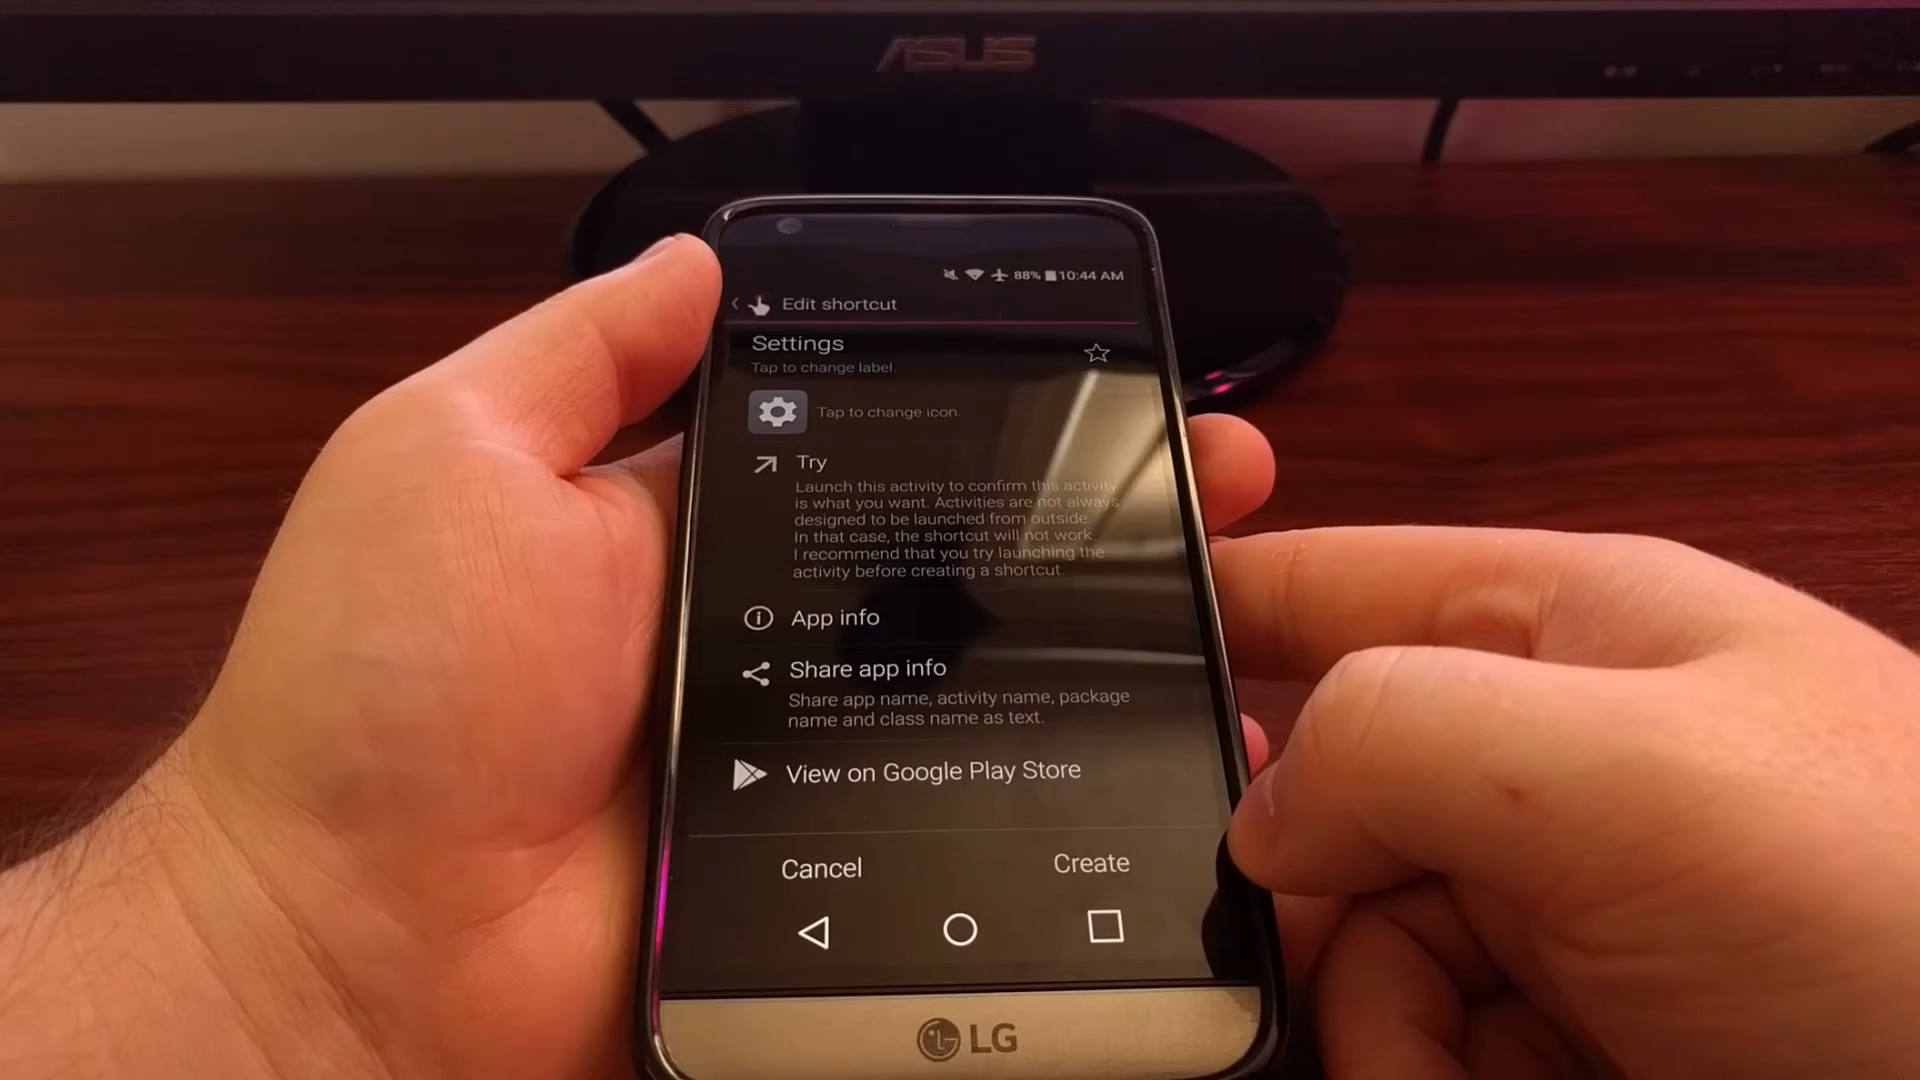 ASUS
88% 10:44 AM
Edit shortcut
Settings
Tap to change label.
Tap to change icon.
Try
Launch this activity to confirm this activity
is what you want. Activities are not always
designed to be launched from outside.
In that case, the shortcut will not work.
I recommend that you try launching the
activity before creating a shortcut.
App info
Share app info
Share app name, activity name, package
name and class name as text.
View on Google Play Store
Cancel
Create
LG